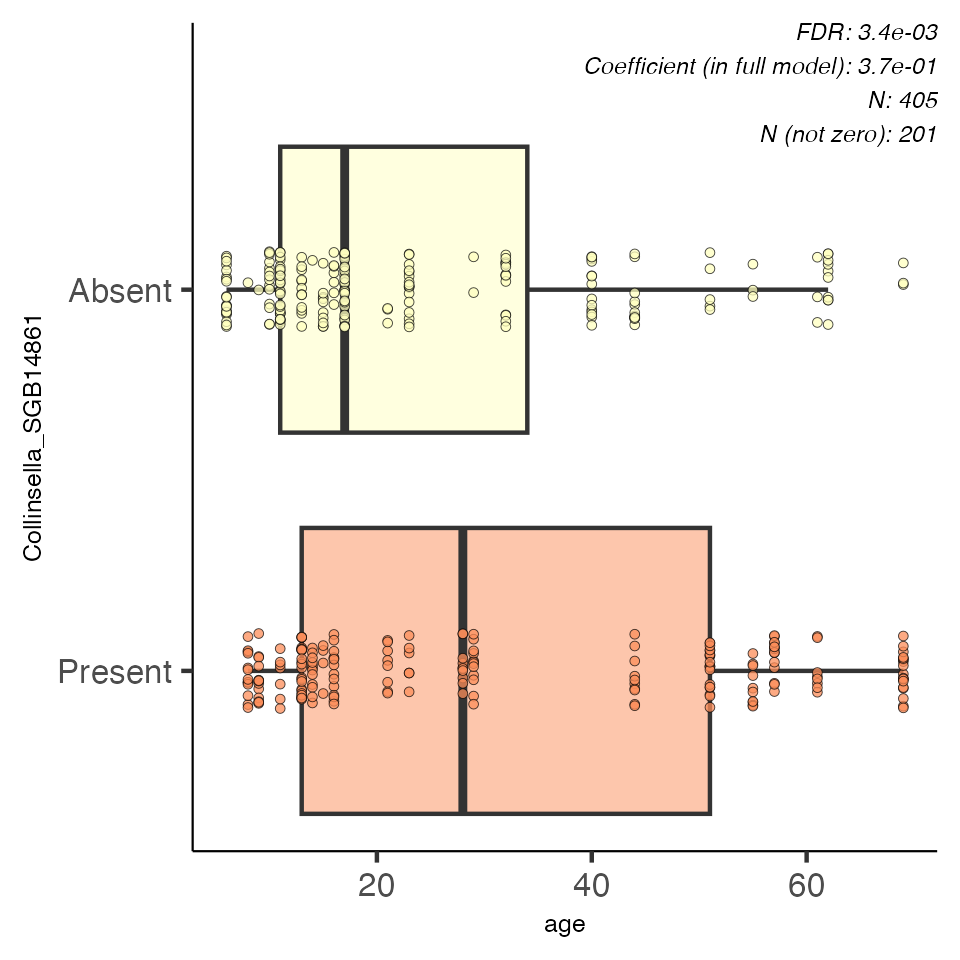 FDR: 3.4e-03
Coefficient (in full model): 3.7e-01
N: 405
N (not zero): 201
Absent
Collinsella_SGB14861
Present
20 40 60
age